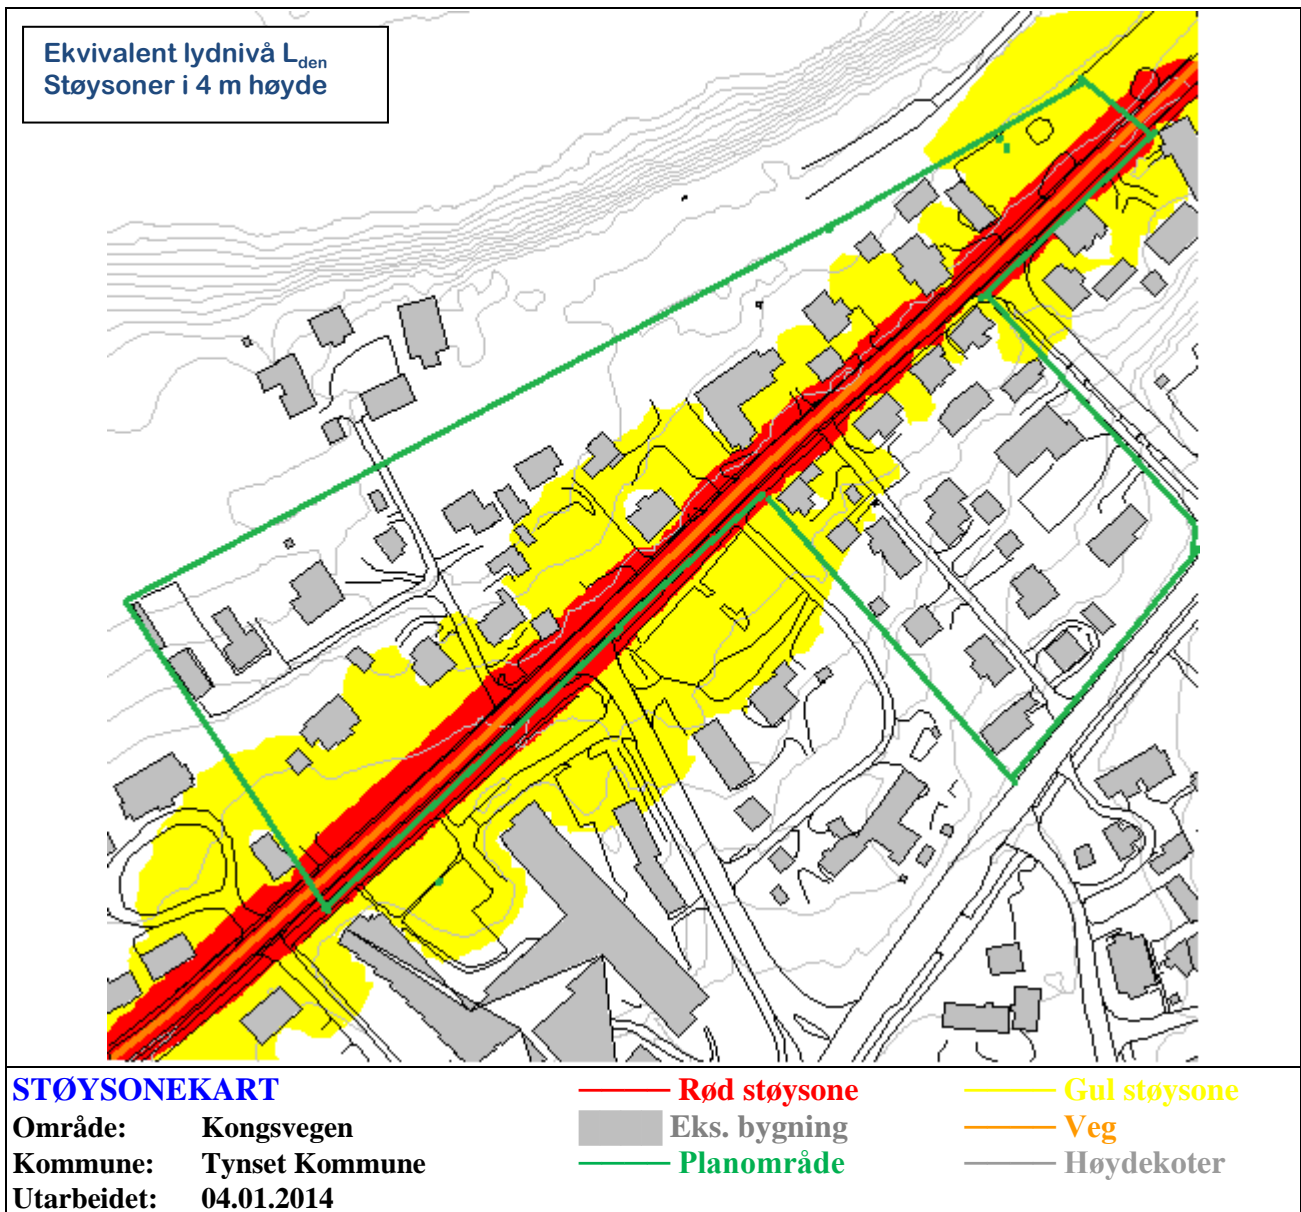 Ekvivalent lydnivå Lden
Støysoner i 4 m høyde
STØYSONEKART
Område: Kongsvegen
Kommune: Tynset Kommune
Utarbeidet: 04.01.2014
Rød støysone
Eks. bygning
Planområde
Gul støysone
Veg
Høydekoter